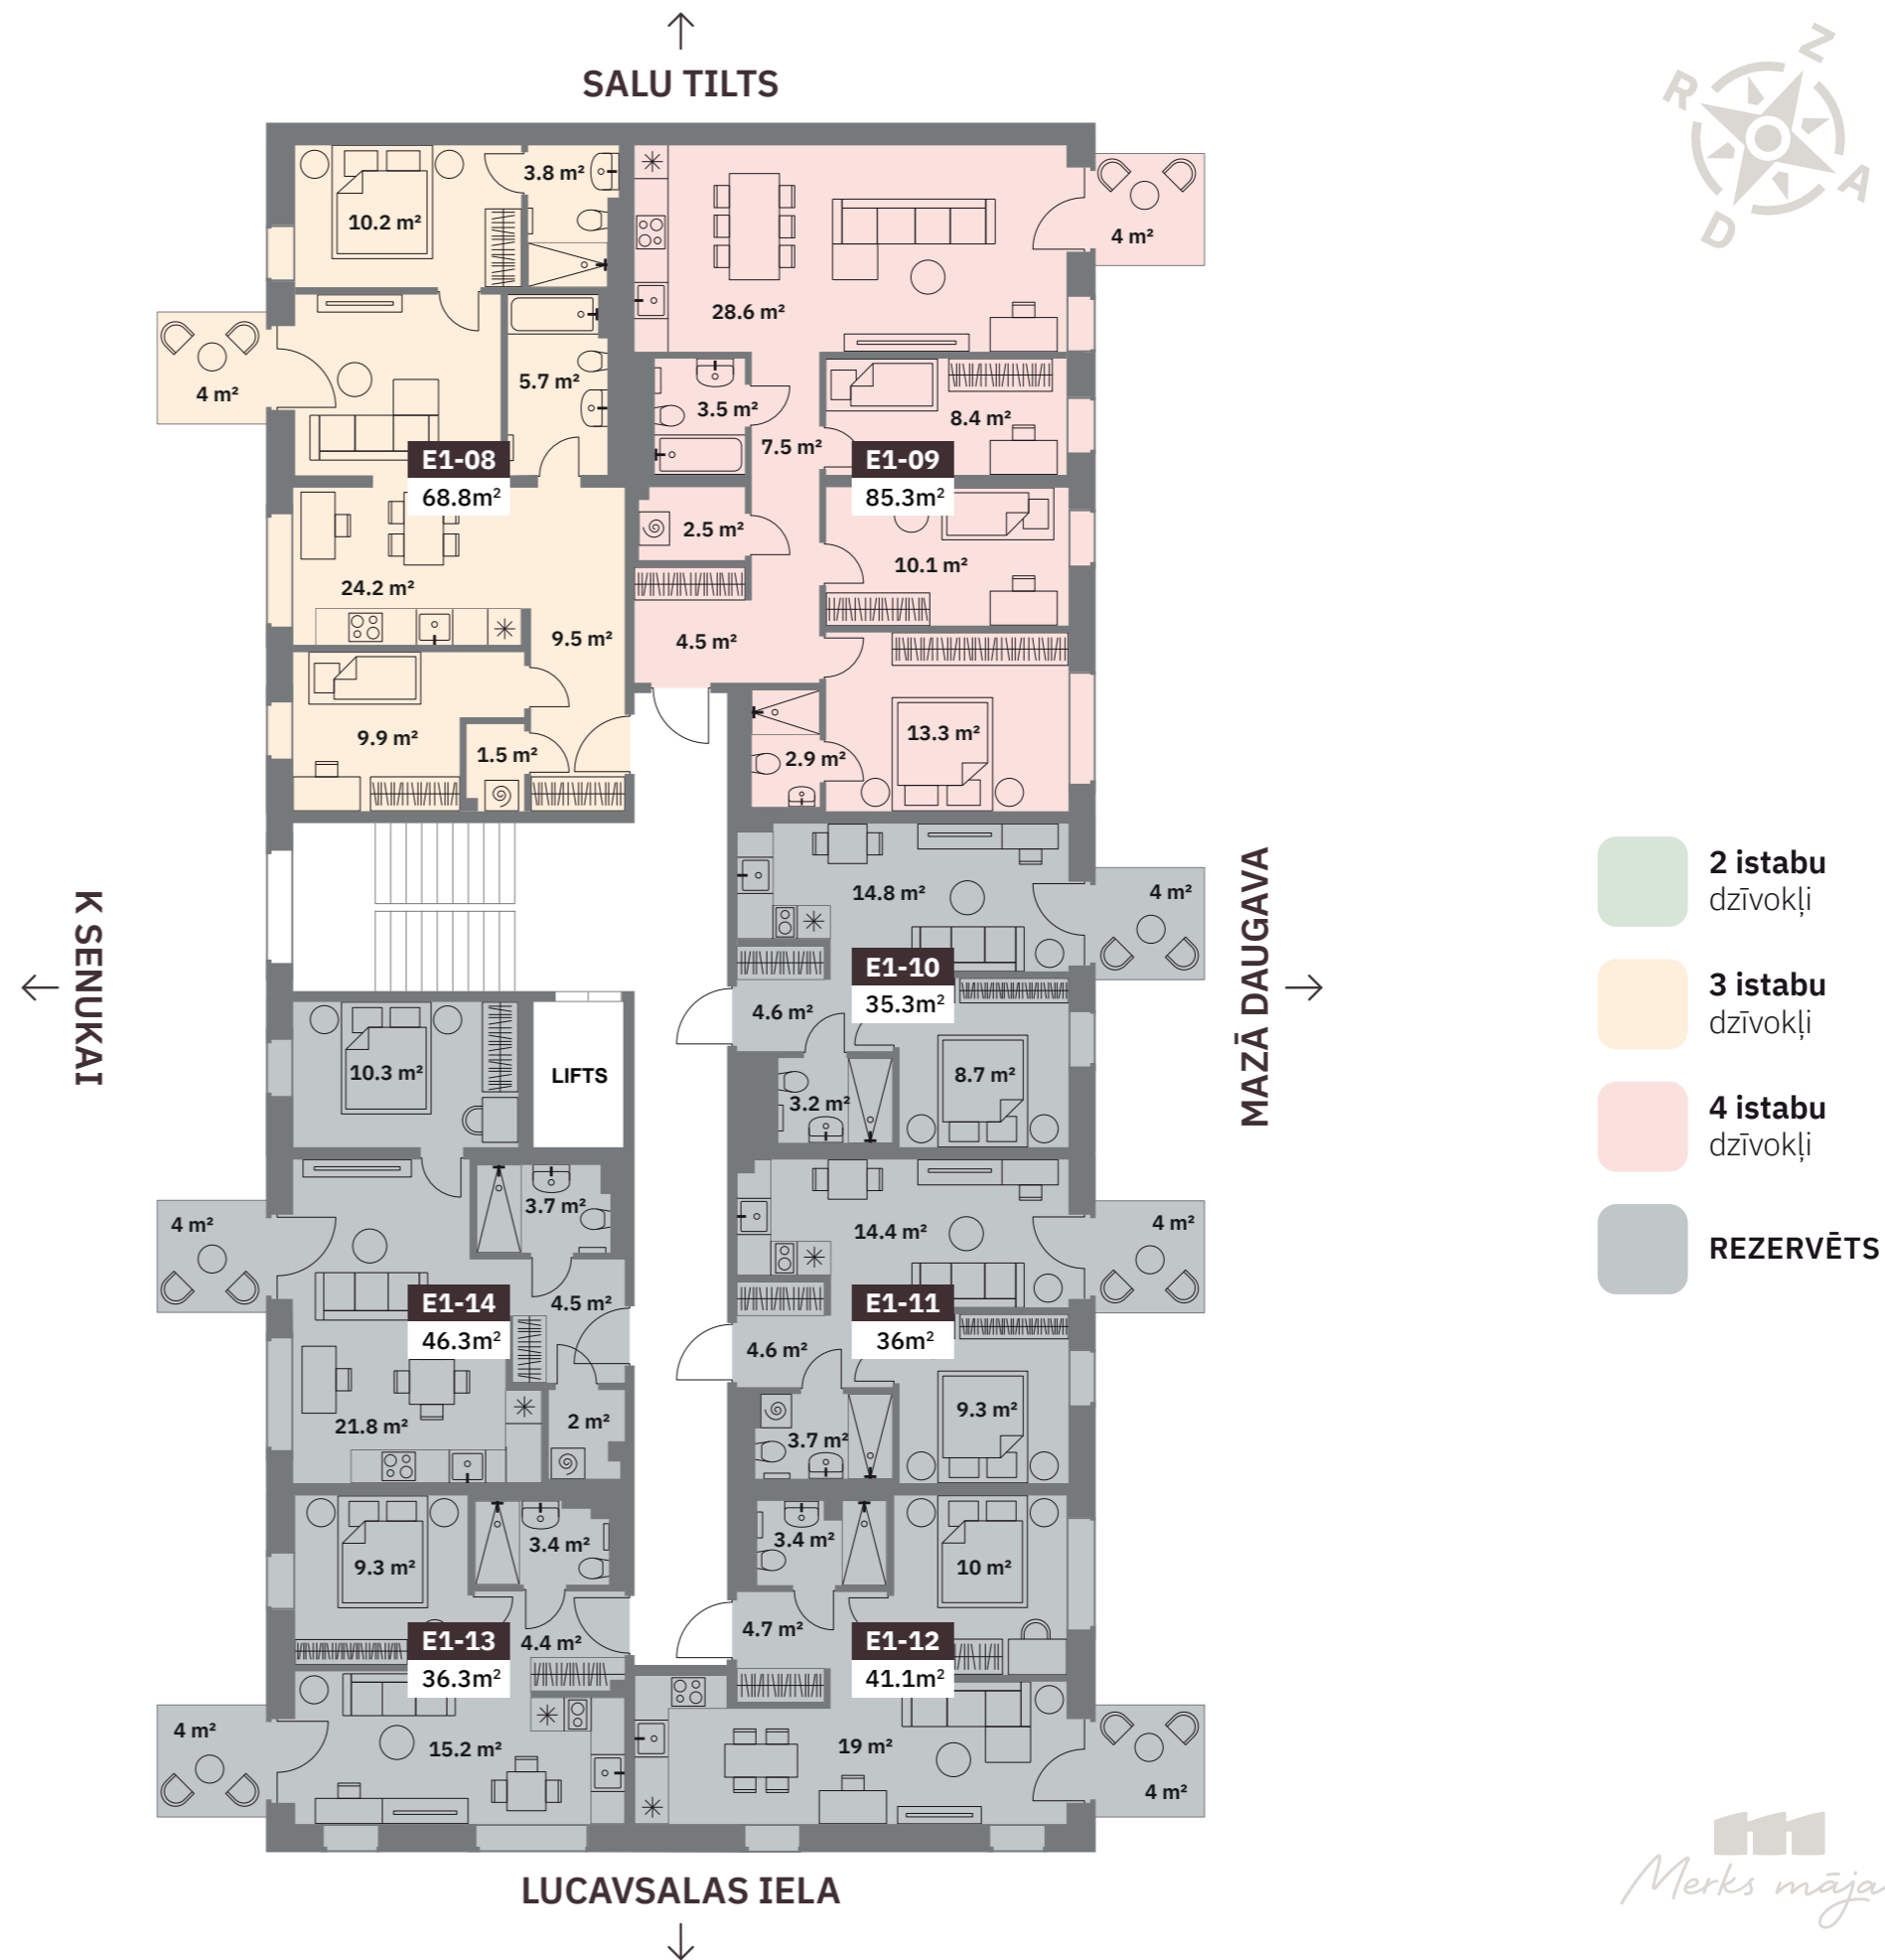 SALU TILTS
Z
R
A
D
10.2 m²
3.8 m²
4 m²
5.7 m²
E1-08
68.8m²
24.2 m²
9.5 m²
9.9 m²
1.5 m²
28.6 m²
4 m²
3.5 m²
7.5 m²
8.4 m²
E1-09
85.3m²
2.5 m²
10.1 m²
4.5 m²
13.3 m²
2.9 m²
K SENUKAI
MAZĀ DAUGAVA
14.8 m²
4 m²
E1-10
35.3m²
4.6 m²
8.7 m²
3.2 m²
LIFTS
10.3 m²
3.7 m²
4 m²
4.5 m²
E1-14
46.3m²
21.8 m²
2 m²
14.4 m²
4 m²
E1-11
36m²
4.6 m²
9.3 m²
3.7 m²
9.3 m²
3.4 m²
E1-13
36.3m²
4.4 m²
4 m²
15.2 m²
3.4 m²
10 m²
4.7 m²
E1-12
41.1m²
19 m²
4 m²
LUCAVSALAS IELA
2 istabu
dzīvokļi
3 istabu
dzīvokļi
4 istabu
dzīvokļi
REZERVĒTS
Merks māja